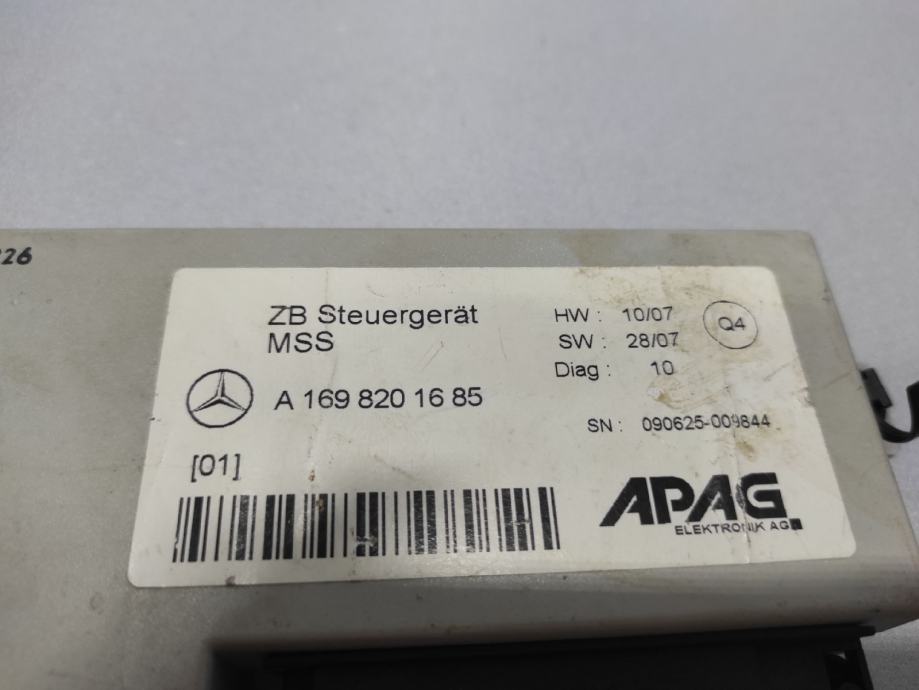 26
ZB Steuergerät
MSS
A 169 820 16 85
[01]
HW : 10/07
SW : 28/07
Diag : 10
Q4
SN : 090625-009844
APAG
ELEKTRONIK AG